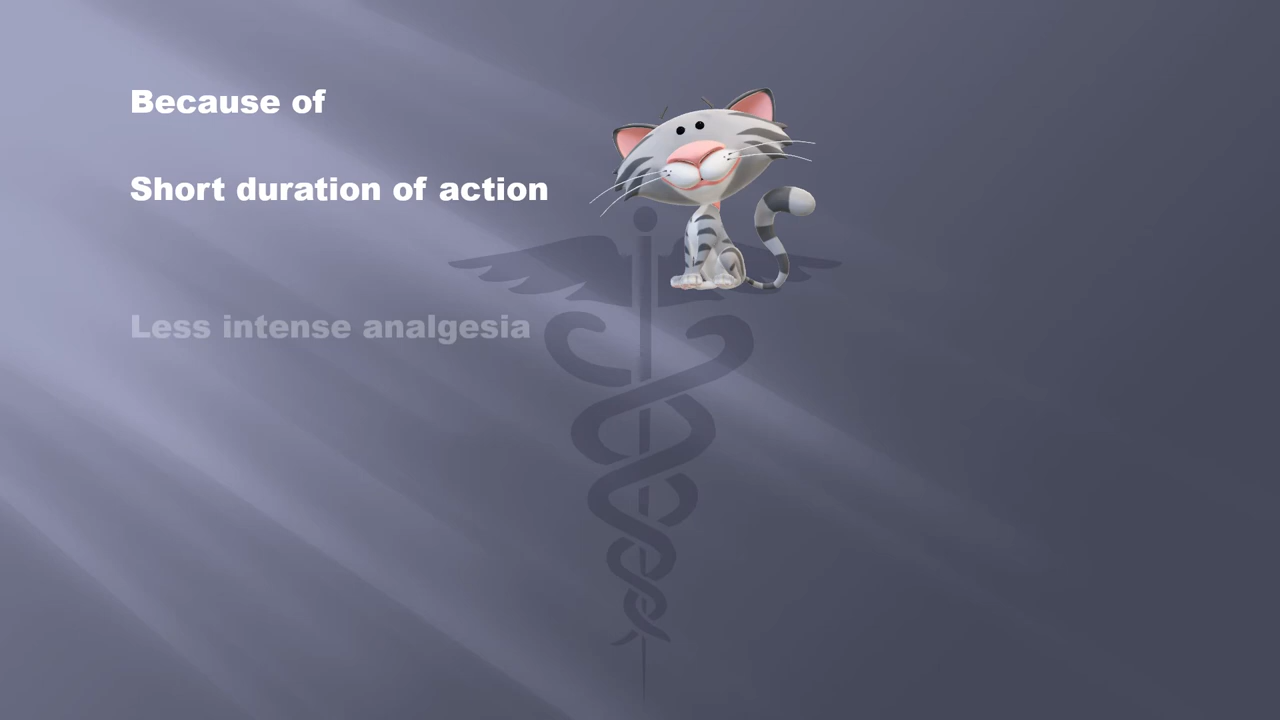 Because of
Short duration of action
Less intense analgesia